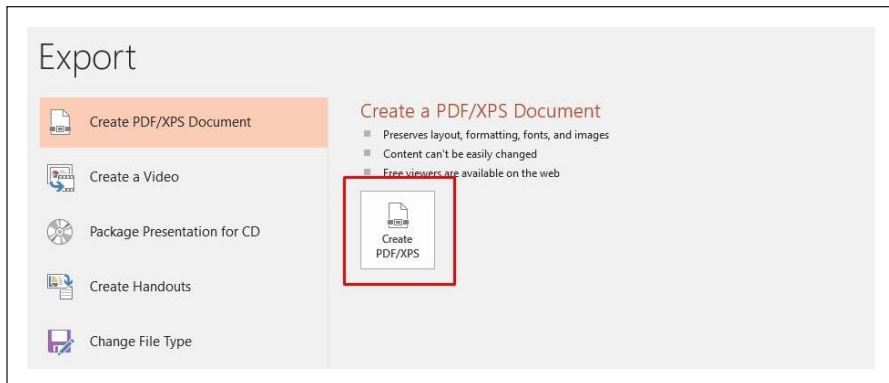 Export
Create PDF/XPS Document
Create a Video
Package Presentation for CD
Create Handouts
Change File Type
Create a PDF/XPS Document
Preserves layout, formatting, fonts, and images
Content can't be easily changed
Free viewers are available on the web
Create
PDF/XPS